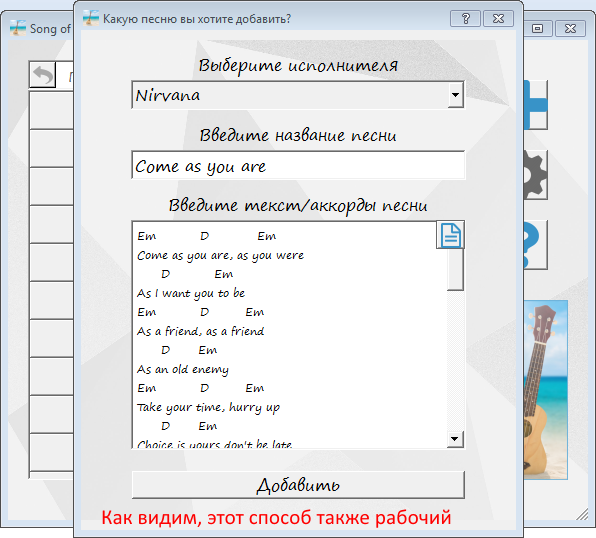 Какую песню вы хотите добавить?
Song of
Выберите исполнителя
Nirvana
Введите название песни
Come as you are
Введите текст/аккорды песни
Em D Em
Come as you are, as you were
D Em
As I want you to be
Em D Em
As a friend, as a friend
D Em
As an old enemy
Em D Em
Take your time, hurry up
D Em
Choice is yours don't be late
Добавить
Как видим, этот способ также рабочий